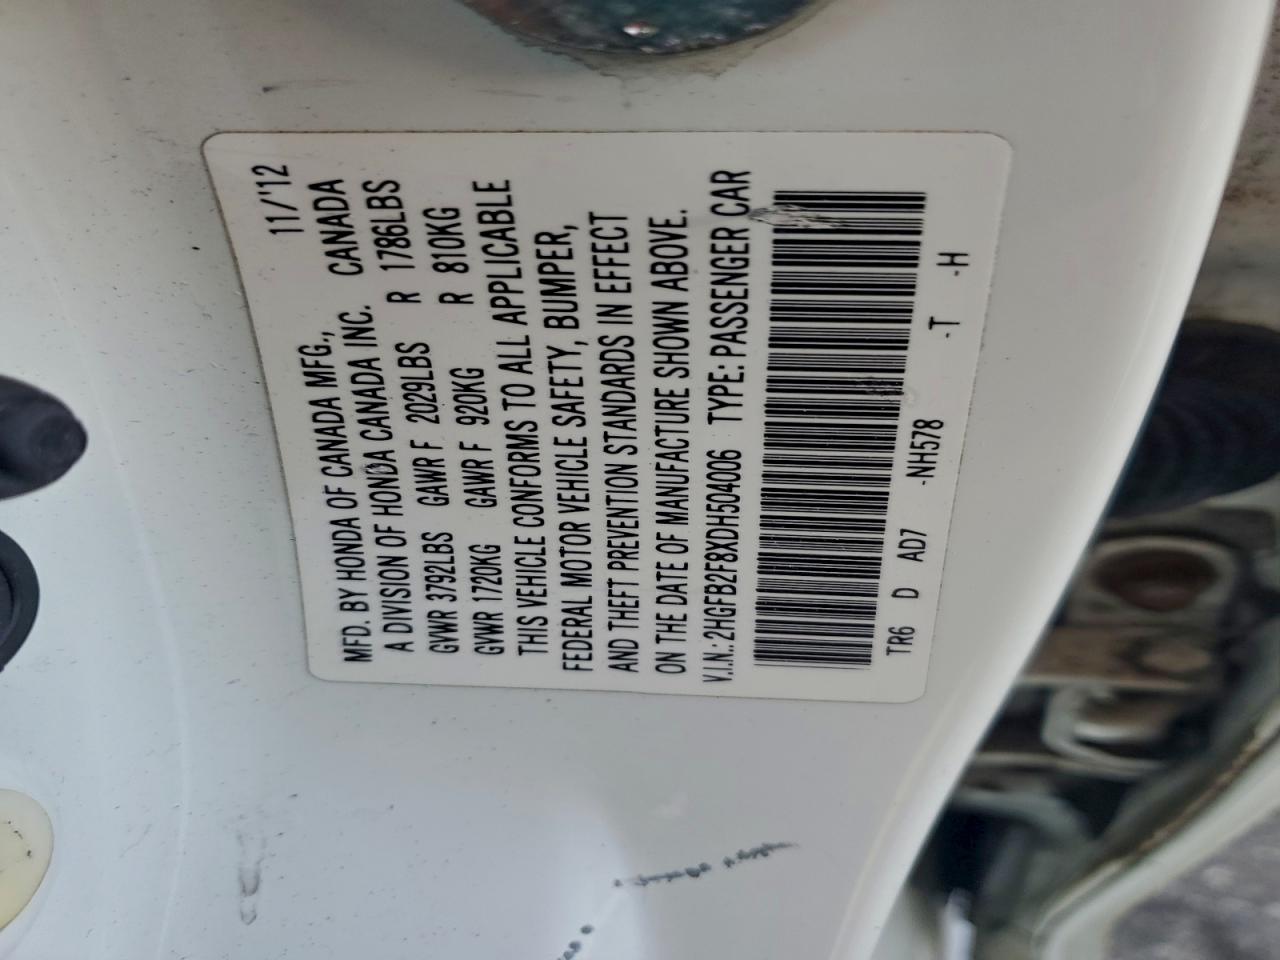 11/'12
MFD. BY HONDA OF CANADA MFG., CANADA
A DIVISION OF HONDA CANADA INC.
GVWR 3792LBS GAWR F 2029LBS R 1786LBS
GVWR 1720KG GAWR F 920KG R 810KG
THIS VEHICLE CONFORMS TO ALL APPLICABLE
FEDERAL MOTOR VEHICLE SAFETY, BUMPER,
AND THEFT PREVENTION STANDARDS IN EFFECT
ON THE DATE OF MANUFACTURE SHOWN ABOVE.
V.I.N.: 2HGFB2F8XDH504006 TYPE: PASSENGER CAR
TR6 D AD7 -NH578 -T -H